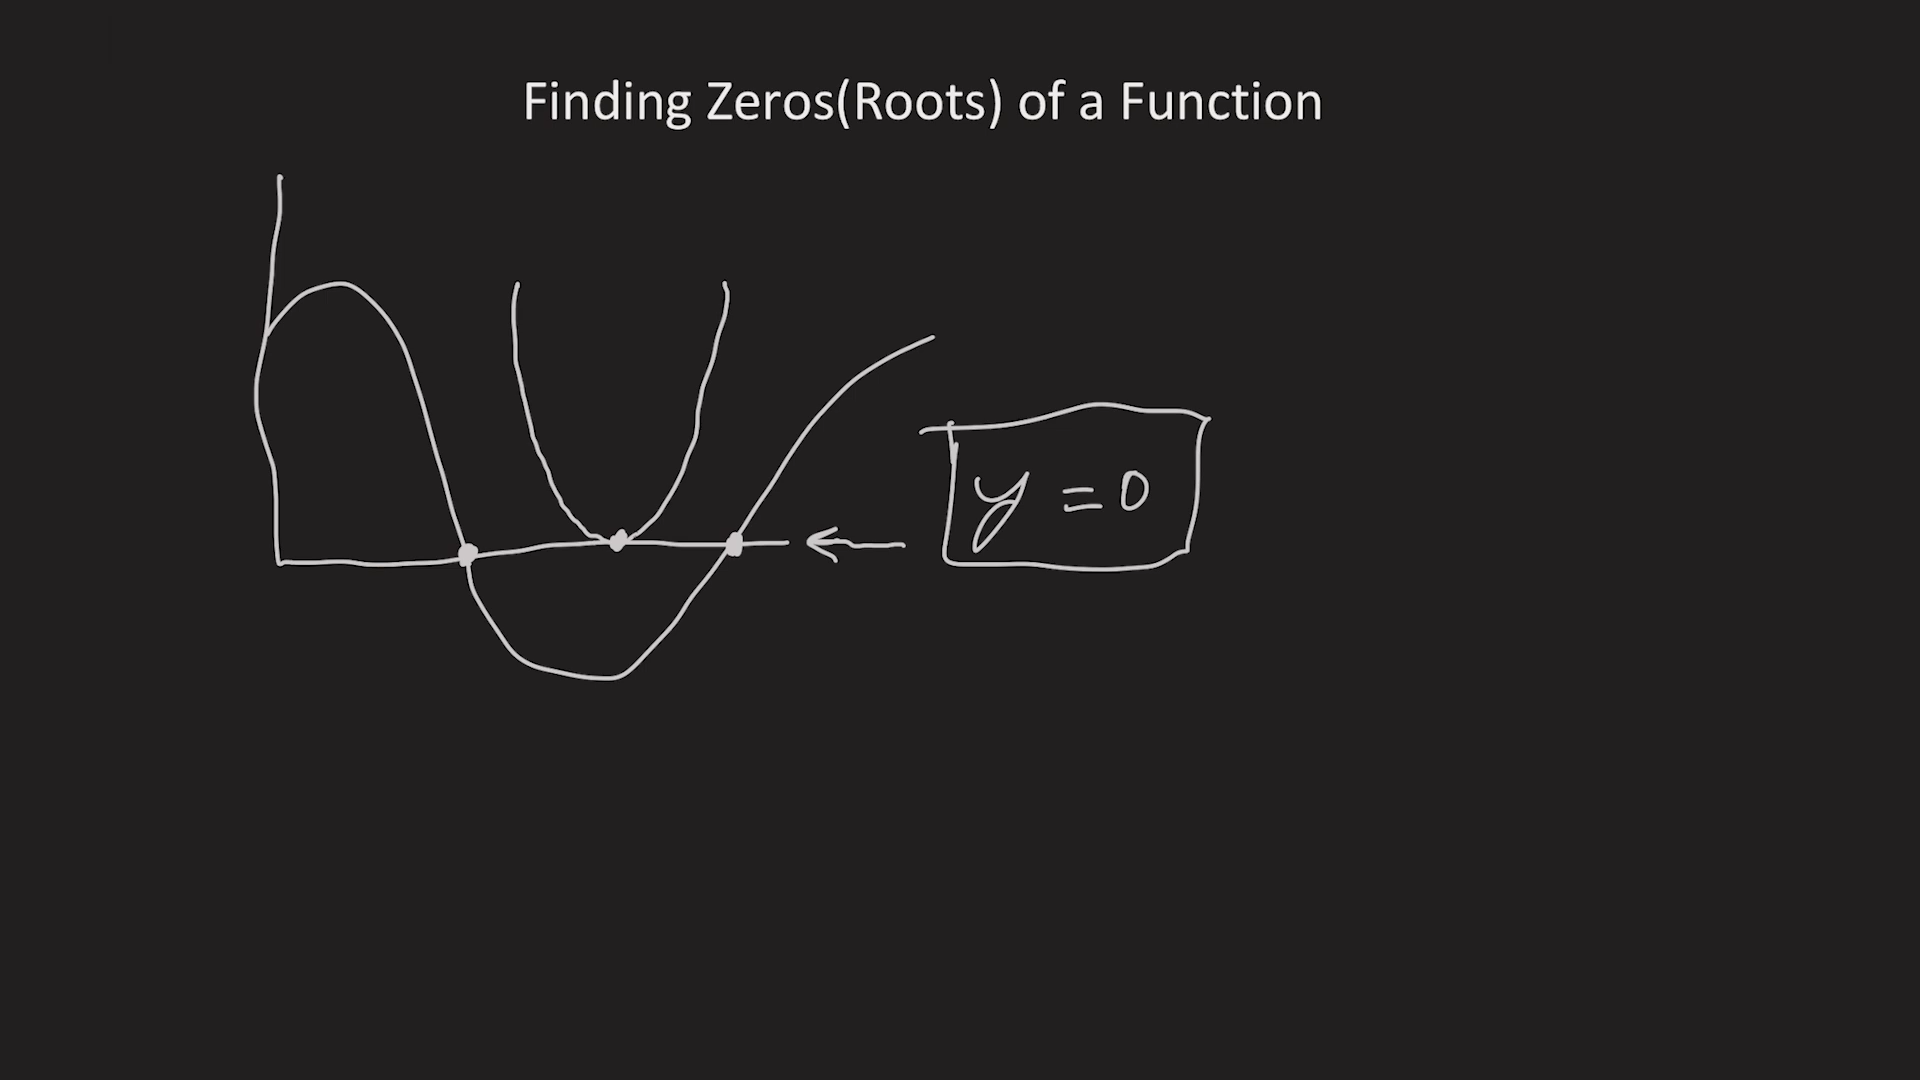 Finding Zeros(Roots) of a Function
y = 0